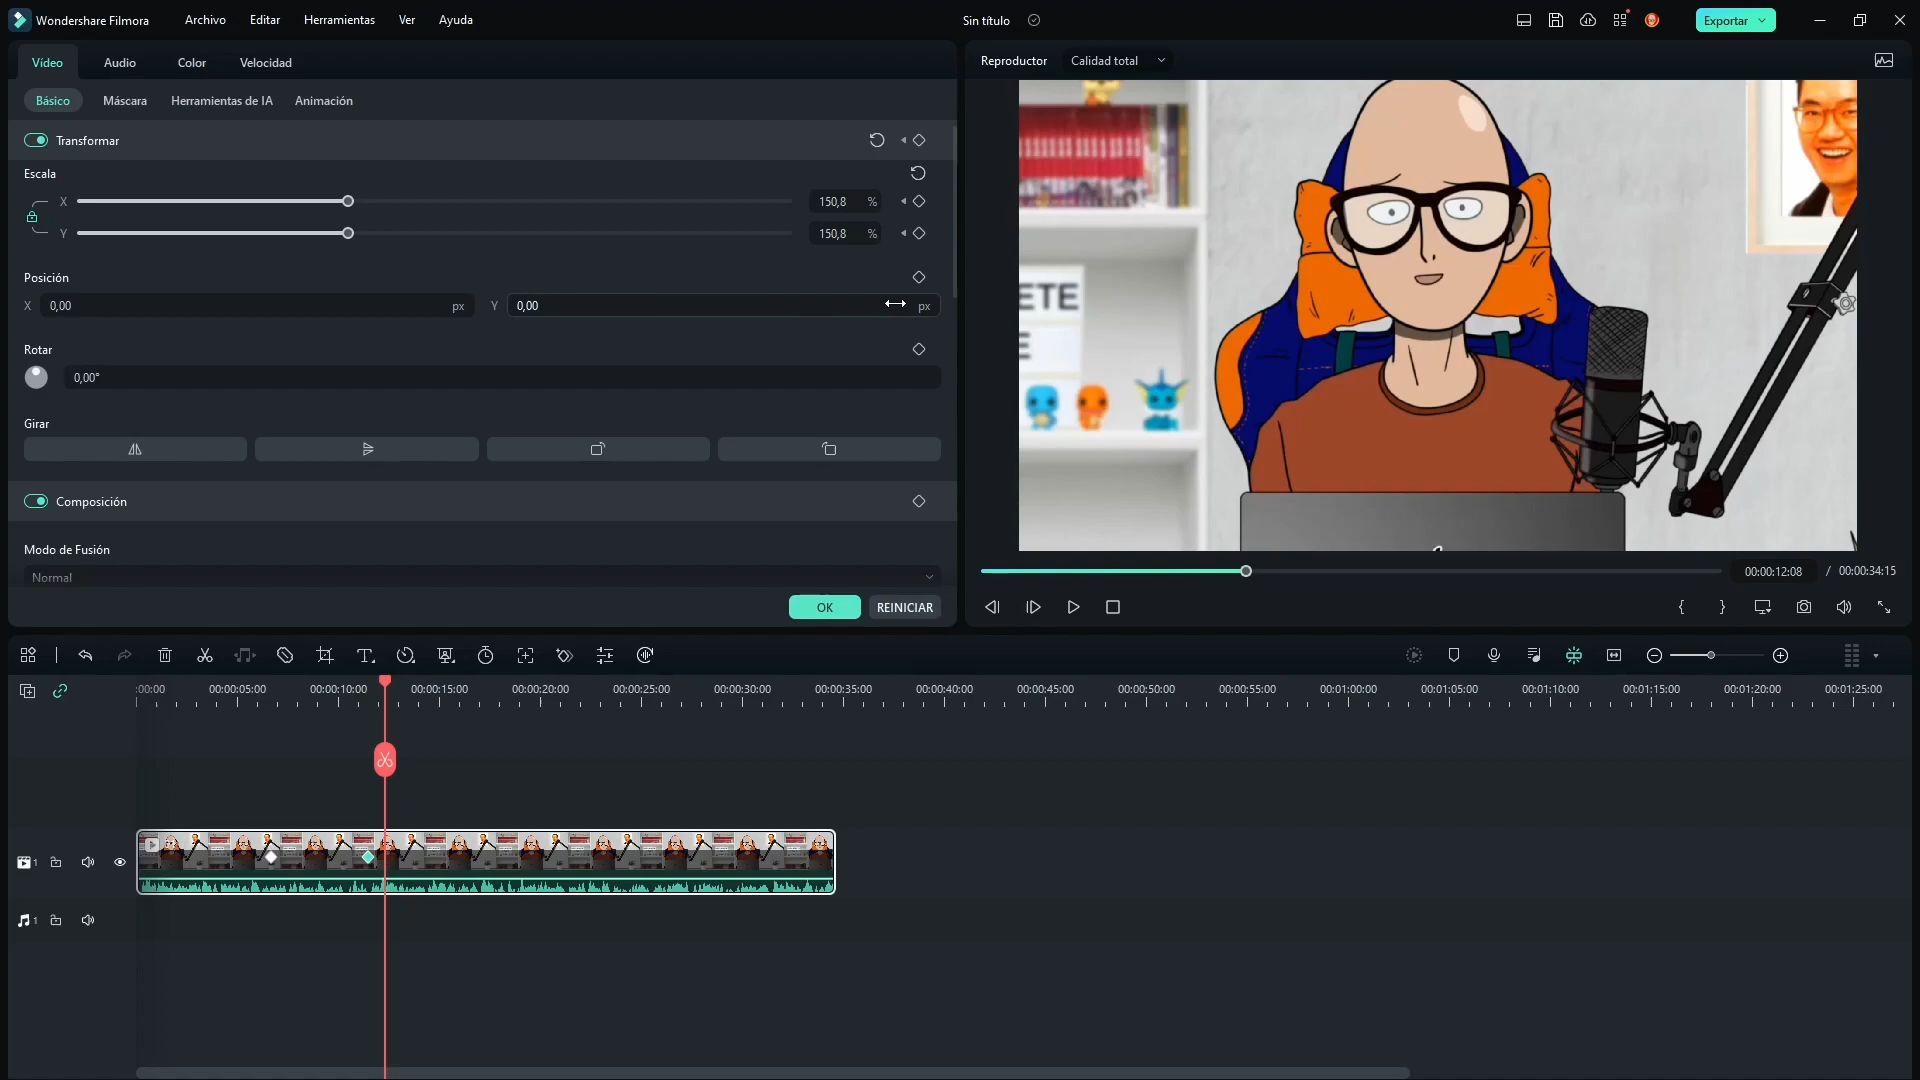 Wondershare Filmora
Archivo
Editar
Herramientas
Ver
Ayuda
Sin título
Exportar
Vídeo
Audio
Color
Velocidad
Reproductor
Calidad total
Básico
Máscara
Herramientas de IA
Animación
Transformar
Escala
X
150,8 %
Y
150,8 %
Posición
X 0,00 px
Y 0,00 px
Rotar
0,00°
Girar
Composición
Modo de Fusión
Normal
OK
REINICIAR
ETE
E
00:00:12:08 / 00:00:34:15
:00:00
00:00:05:00
00:00:10:00
00:00:15:00
00:00:20:00
00:00:25:00
00:00:30:00
00:00:35:00
00:00:40:00
00:00:45:00
00:00:50:00
00:00:55:00
00:01:00:00
00:01:05:00
00:01:10:00
00:01:15:00
00:01:20:00
00:01:25:00
1
1